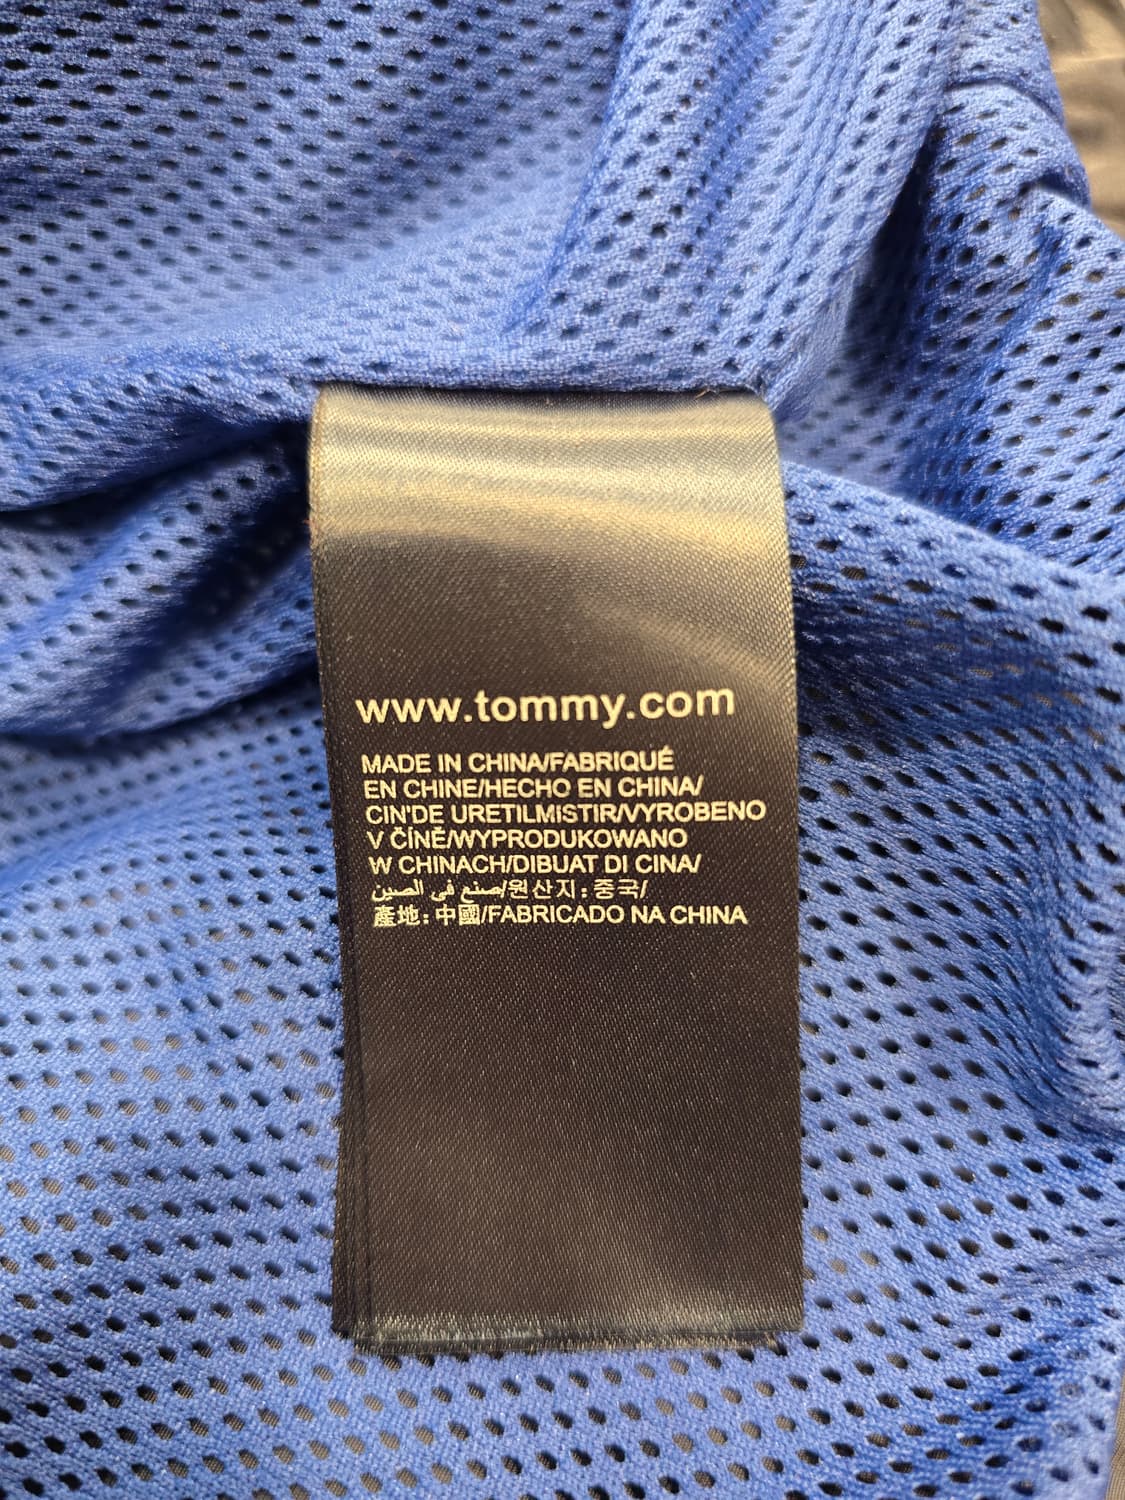 www.tommy.com
MADE IN CHINA/FABRIQUÉ
EN CHINE/HECHO EN CHINA/
CIN'DE URETILMISTIR/VYROBENO
V ČÍNĚ/WYPRODUKOWANO
W CHINACH/DIBUAT DI CINA/
صنع في الصين/원산지: 중국/
產地: 中國/FABRICADO NA CHINA